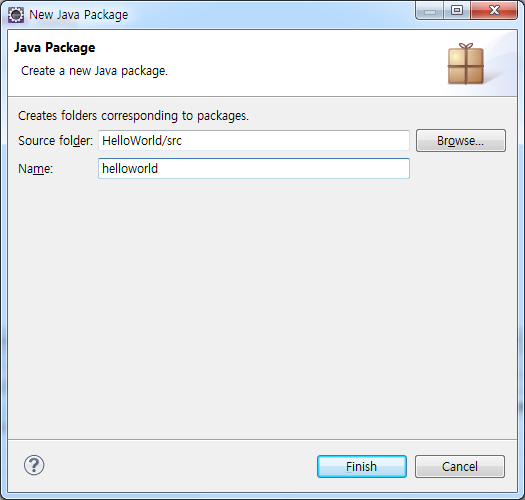 New Java Package
Java Package
Create a new Java package.
Creates folders corresponding to packages.
Source folder: HelloWorld/src Browse...
Name: helloworld
? Finish Cancel